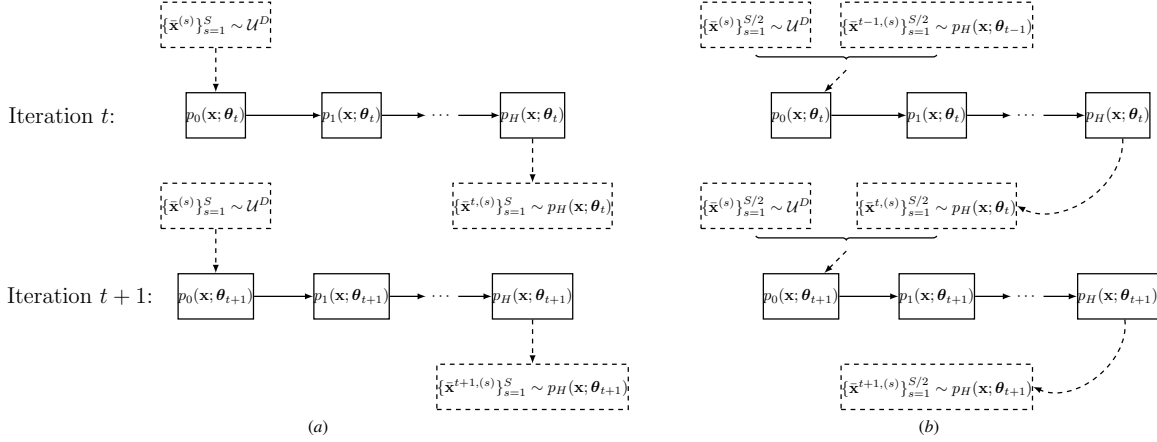 {x̄^(s)}_{s=1}^S ∼ 𝒰^D
{x̄^(s)}_{s=1}^{S/2} ∼ 𝒰^D {x̄^{t−1,(s)}}_{s=1}^{S/2} ∼ p_H(x; θ_{t−1})
Iteration t: p_0(x; θ_t) p_1(x; θ_t) ··· p_H(x; θ_t) p_0(x; θ_t) p_1(x; θ_t) ··· p_H(x; θ_t)
{x̄^(s)}_{s=1}^S ∼ 𝒰^D {x̄^{t,(s)}}_{s=1}^S ∼ p_H(x; θ_t) {x̄^(s)}_{s=1}^{S/2} ∼ 𝒰^D {x̄^{t,(s)}}_{s=1}^{S/2} ∼ p_H(x; θ_t)
Iteration t + 1: p_0(x; θ_{t+1}) p_1(x; θ_{t+1}) ··· p_H(x; θ_{t+1}) p_0(x; θ_{t+1}) p_1(x; θ_{t+1}) ··· p_H(x; θ_{t+1})
{x̄^{t+1,(s)}}_{s=1}^S ∼ p_H(x; θ_{t+1}) {x̄^{t+1,(s)}}_{s=1}^{S/2} ∼ p_H(x; θ_{t+1})
(a) (b)